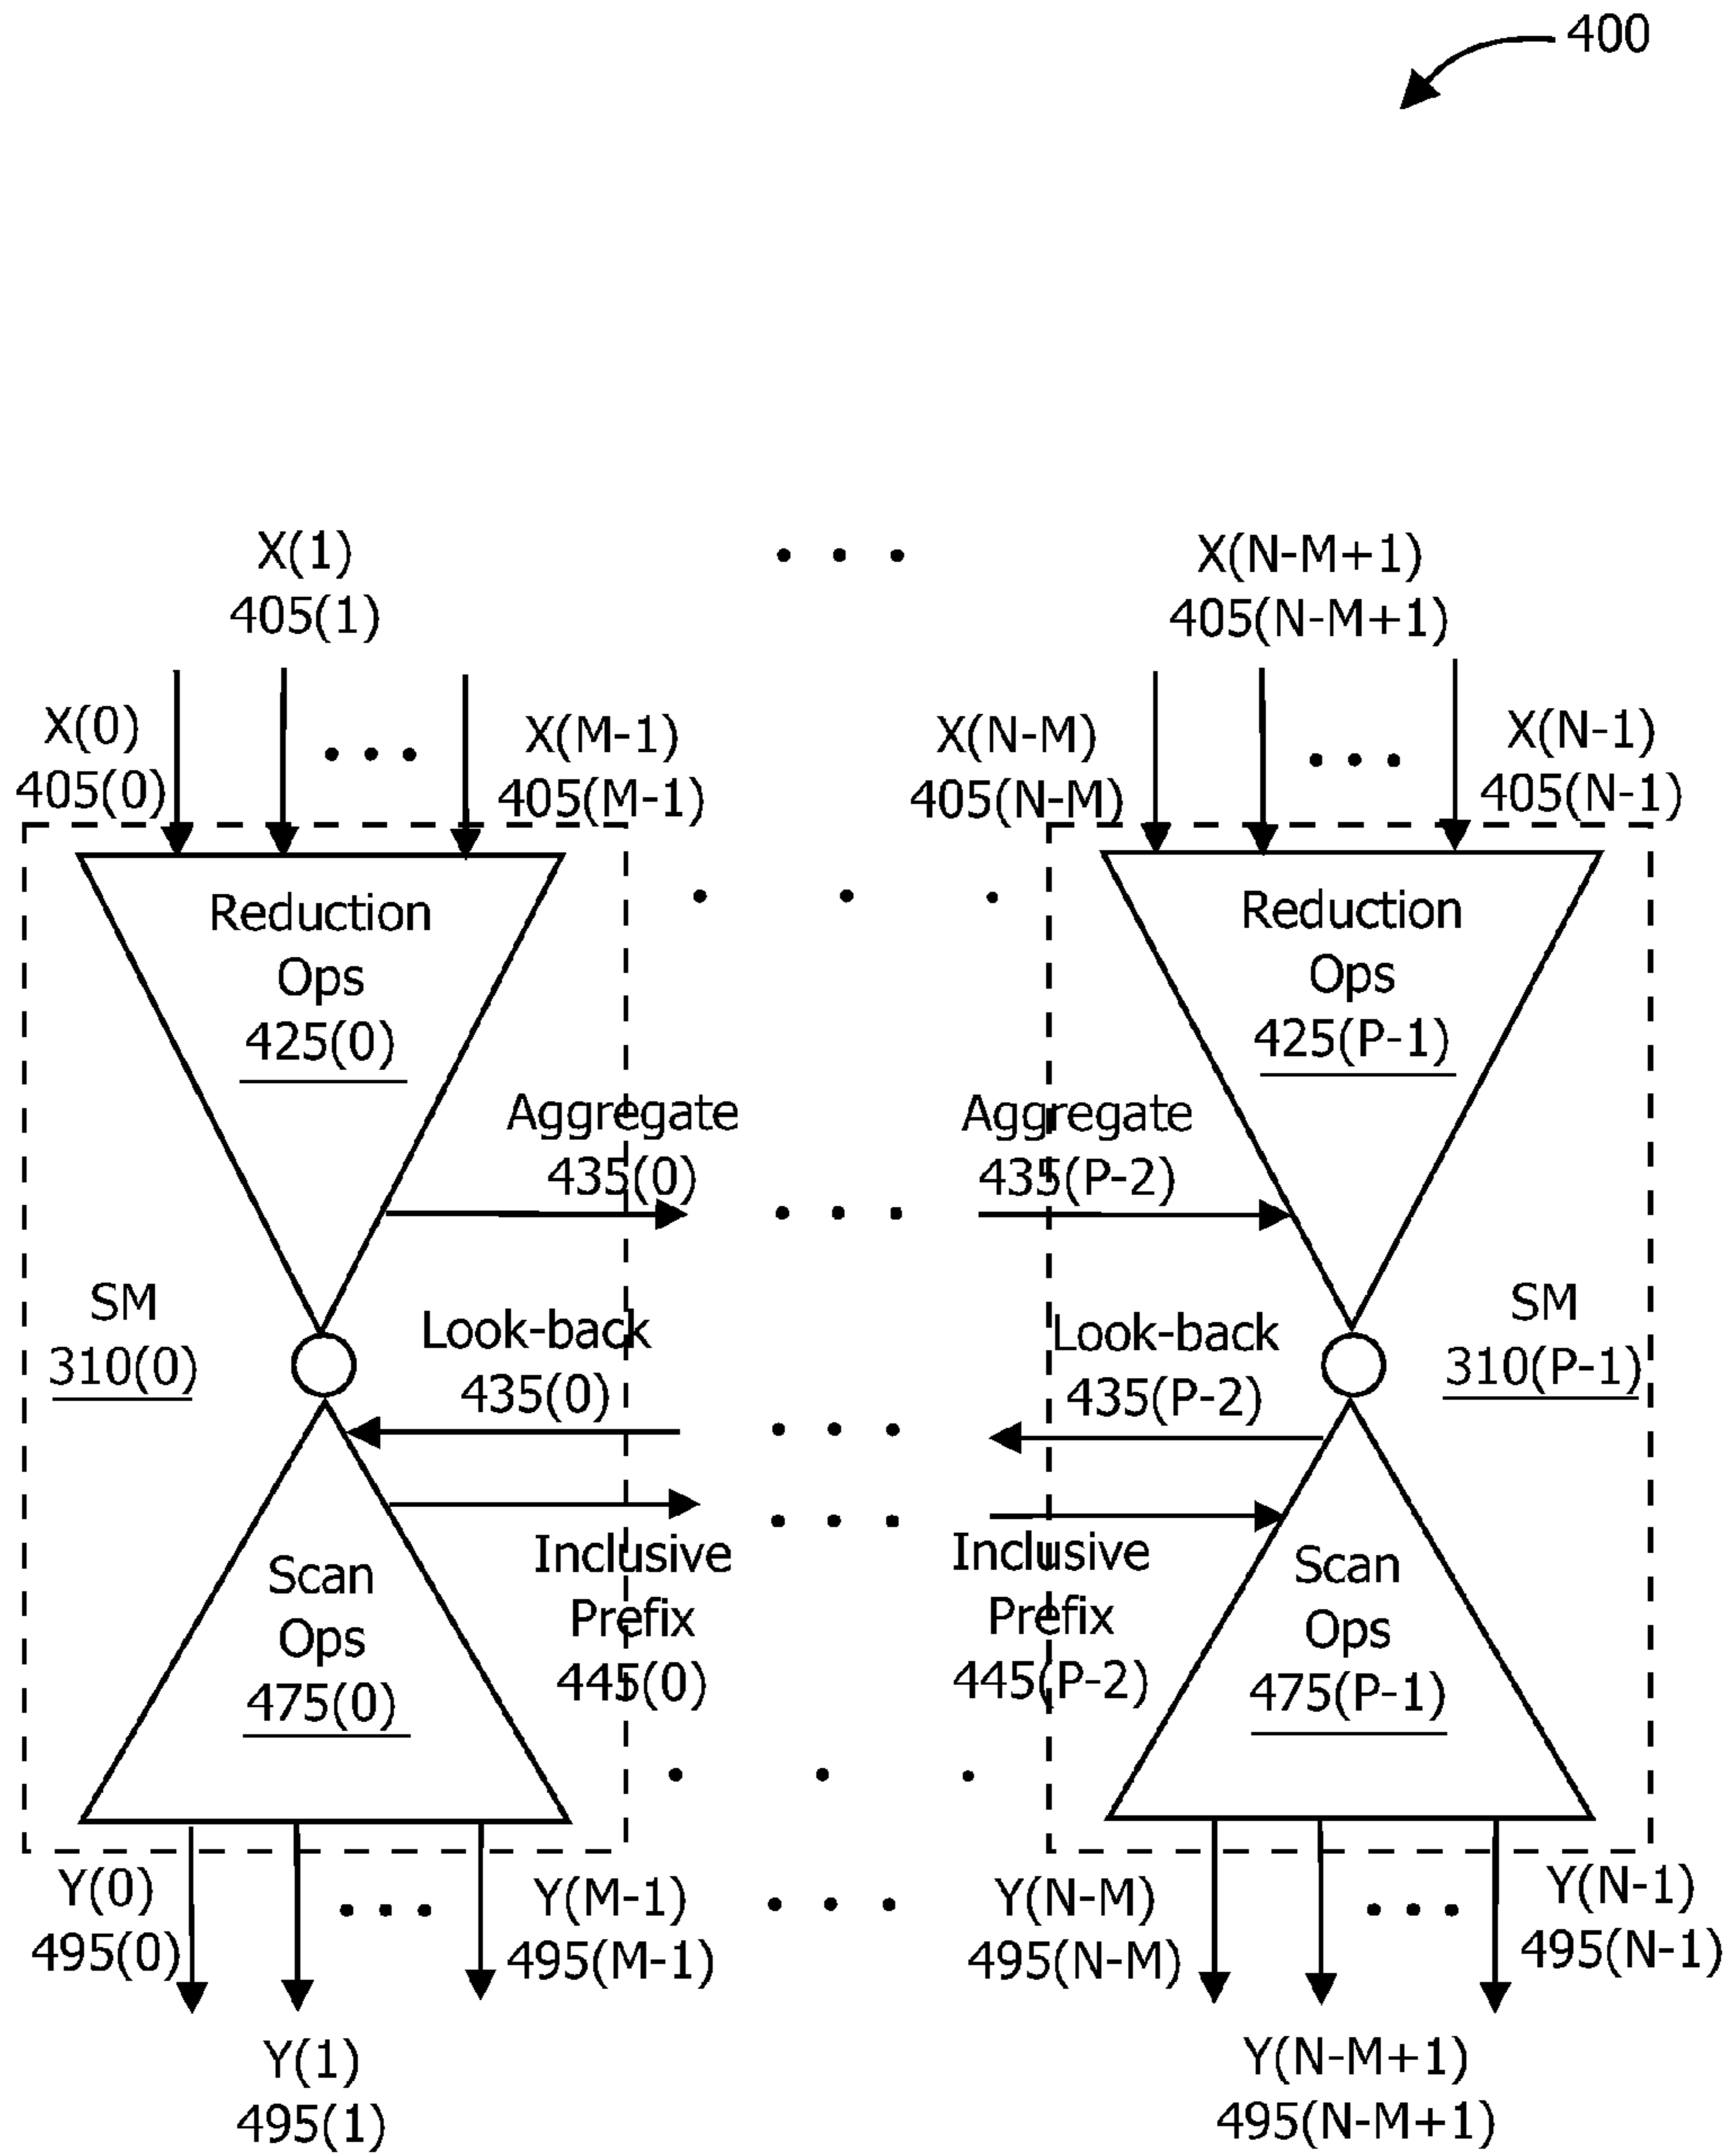 400
X(1)
405(1)
X(N-M+1)
405(N-M+1)
X(0)
405(0)
X(M-1)
405(M-1)
X(N-M)
405(N-M)
X(N-1)
405(N-1)
Reduction
Ops
425(0)
Reduction
Ops
425(P-1)
Aggregate
435(0)
Aggregate
435(P-2)
SM
310(0)
Look-back
435(0)
Look-back
435(P-2)
SM
310(P-1)
Scan
Ops
475(0)
Inclusive
Prefix
445(0)
Inclusive
Prefix
445(P-2)
Scan
Ops
475(P-1)
Y(0)
495(0)
Y(M-1)
495(M-1)
Y(N-M)
495(N-M)
Y(N-1)
495(N-1)
Y(1)
495(1)
Y(N-M+1)
495(N-M+1)